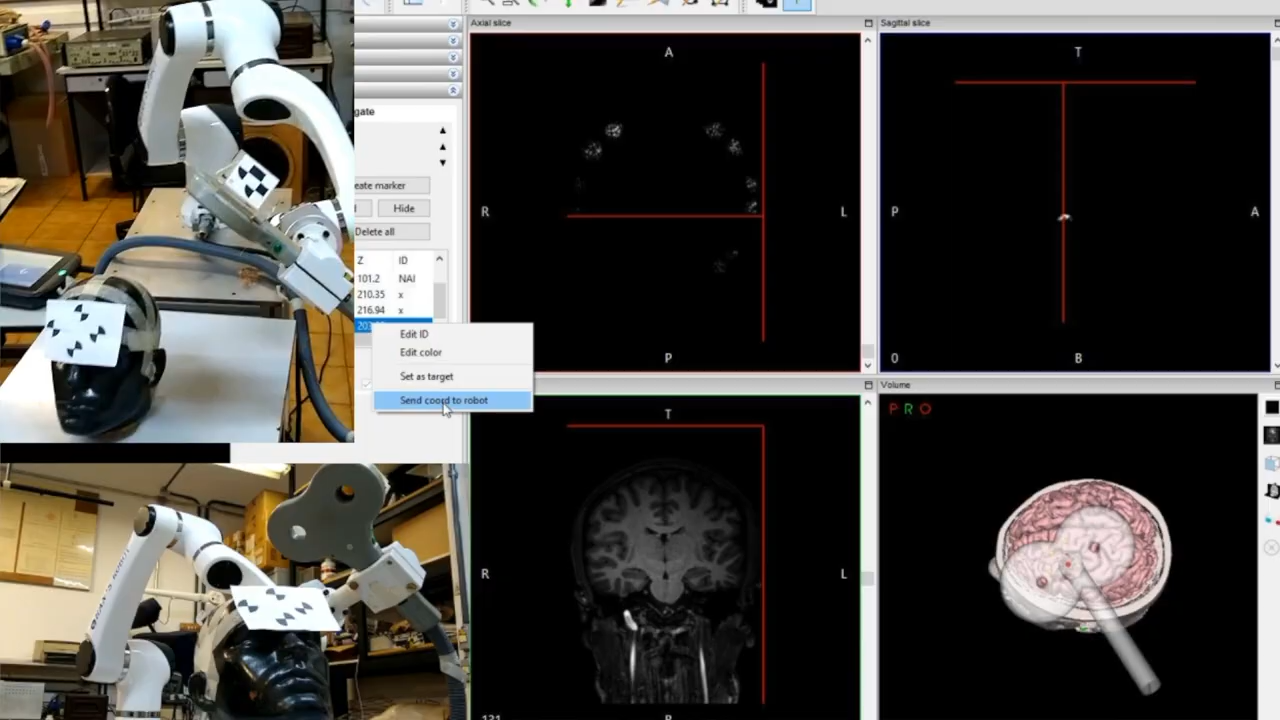 Axial slice
Sagittal slice
gate
eate marker
Hide
Delete all
Z ID
101.2 NAI
210.35 x
216.94 x
Edit ID
Edit color
Set as target
Send coord to robot
A
R
L
P
T
P
A
0
B
T
R
L
Volume
P R O